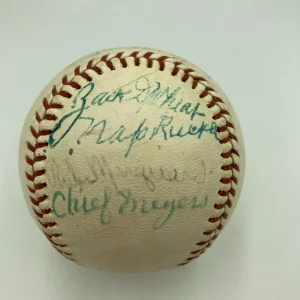 Zack D Wheat
Nap Rucker
Chief Meyers